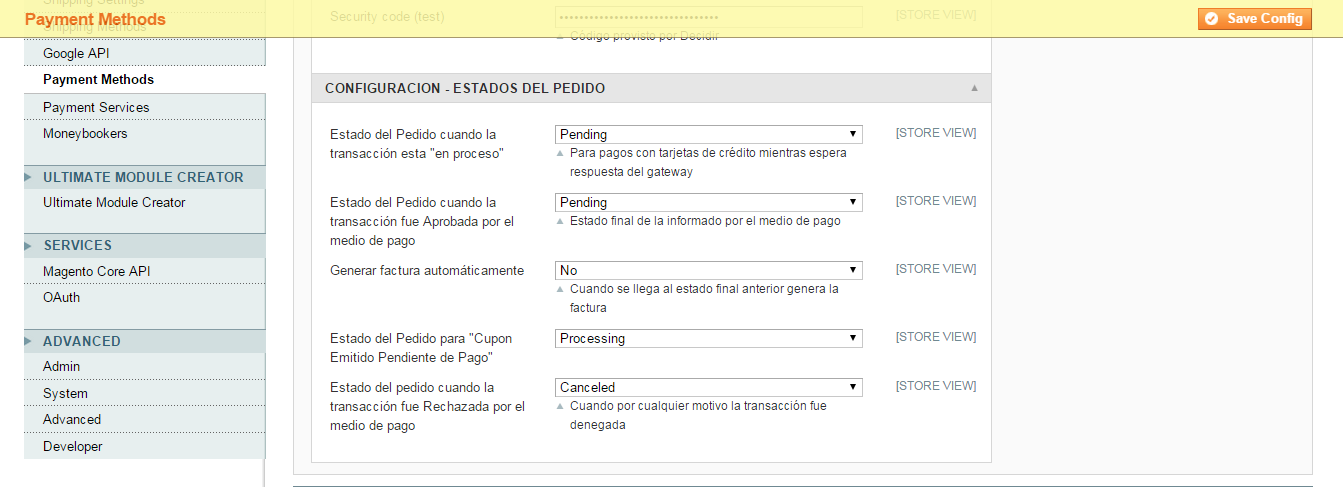 Shipping Settings
Payment Methods
Save Config
Shipping Methods
Security code (test)
••••••••••••••••••••••••••••••••
[STORE VIEW]
Código provisto por Decidir
Google API
Payment Methods
Payment Services
Moneybookers
ULTIMATE MODULE CREATOR
Ultimate Module Creator
SERVICES
Magento Core API
OAuth
ADVANCED
Admin
System
Advanced
Developer
CONFIGURACION - ESTADOS DEL PEDIDO
Estado del Pedido cuando la
transacción esta "en proceso"
Pending
[STORE VIEW]
Para pagos con tarjetas de crédito mientras espera
respuesta del gateway
Estado del Pedido cuando la
transacción fue Aprobada por el
medio de pago
Pending
[STORE VIEW]
Estado final de la informado por el medio de pago
Generar factura automáticamente
No
[STORE VIEW]
Cuando se llega al estado final anterior genera la
factura
Estado del Pedido para "Cupon
Emitido Pendiente de Pago"
Processing
[STORE VIEW]
Estado del pedido cuando la
transacción fue Rechazada por el
medio de pago
Canceled
[STORE VIEW]
Cuando por cualquier motivo la transacción fue
denegada